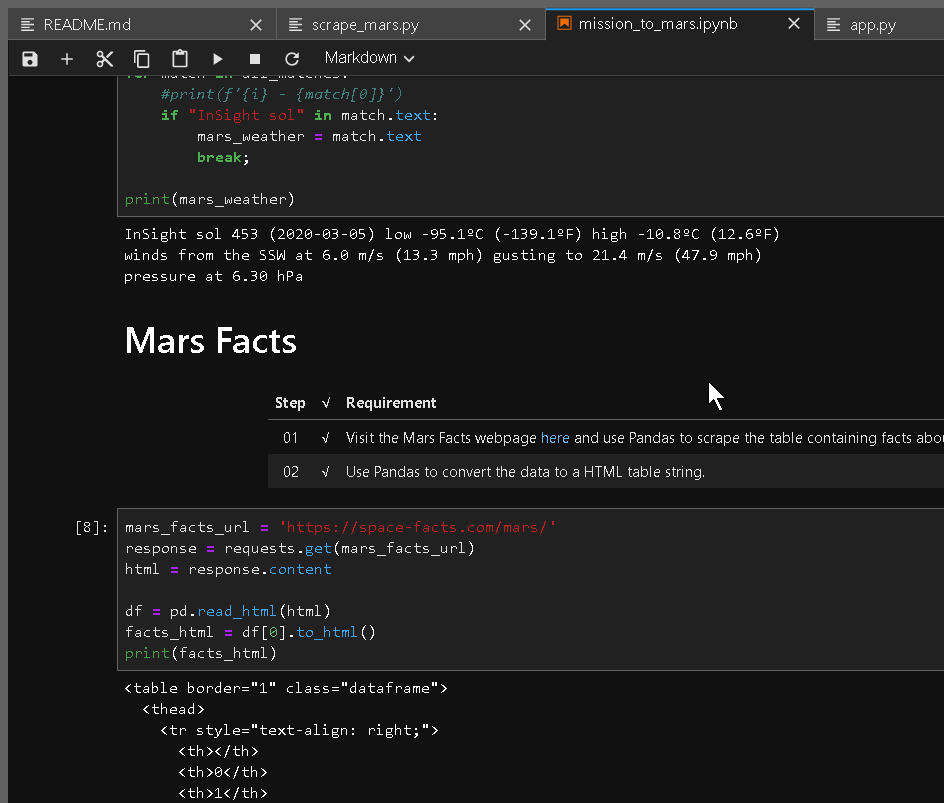 README.md scrape_mars.py mission_to_mars.ipynb app.py
Markdown
for match in all_matches:
#print(f'{i} - {match[0]}')
if "InSight sol" in match.text:
mars_weather = match.text
break;
print(mars_weather)
InSight sol 453 (2020-03-05) low -95.1ºC (-139.1ºF) high -10.8ºC (12.6ºF)
winds from the SSW at 6.0 m/s (13.3 mph) gusting to 21.4 m/s (47.9 mph)
pressure at 6.30 hPa
Mars Facts
Step √ Requirement
01 √ Visit the Mars Facts webpage here and use Pandas to scrape the table containing facts abou
02 √ Use Pandas to convert the data to a HTML table string.
[8]: mars_facts_url = 'https://space-facts.com/mars/'
response = requests.get(mars_facts_url)
html = response.content
df = pd.read_html(html)
facts_html = df[0].to_html()
print(facts_html)
<table border="1" class="dataframe">
<thead>
<tr style="text-align: right;">
<th></th>
<th>0</th>
<th>1</th>